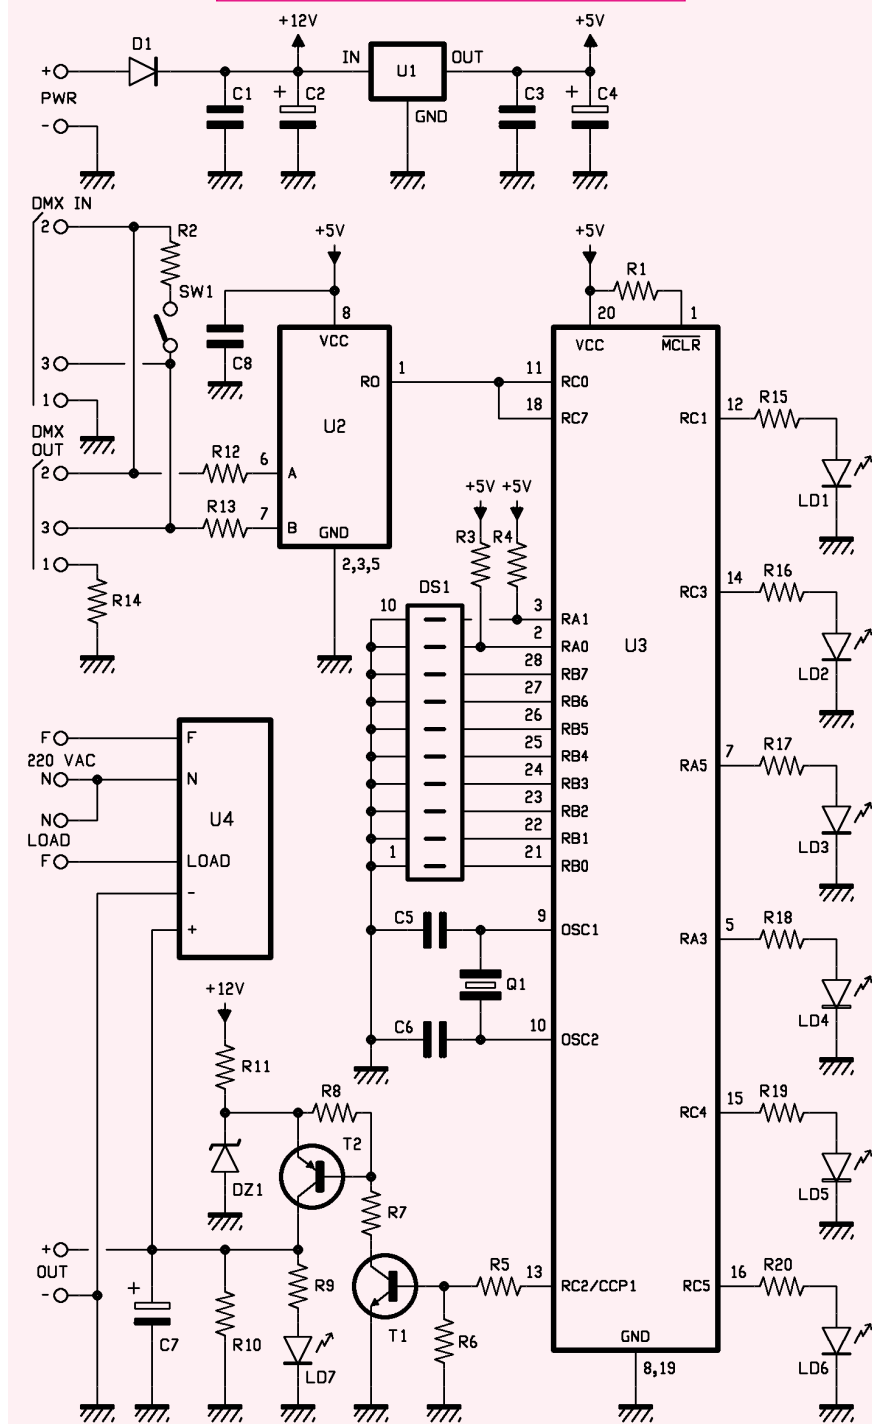 +12V +5V
D1 IN U1 OUT
+ PWR C1 + C2 GND C3 + C4
-
DMX IN
2 R2 +5V +5V
SW1 R1
8 20 1
C8 VCC VCC MCLR
3 RO 1 11 RC0 RC1 12 R15
1 U2 18 RC7
DMX
OUT
2 R12 6 A +5V +5V LD1
3 R13 7 B GND R3 R4
1 2,3,5 RC3 14 R16
R14 DS1
10 3 RA1
2 RA0 U3
28 RB7 LD2
27 RB6
F F 26 RB5
220 VAC 25 RB4 RA5 7 R17
N N 24 RB3
N U4 23 RB2
LOAD 22 RB1 LD3
F LOAD 1 21 RB0
-
+ C5 9 OSC1 RA3 5 R18
+12V Q1
C6 10 OSC2 LD4
R11
R8 RC4 15 R19
T2
DZ1 LD5
R7
+ R5 13 RC2/CCP1 RC5 16 R20
OUT R9
- + T1 R6 GND
C7 R10 LD7 8,19 LD6